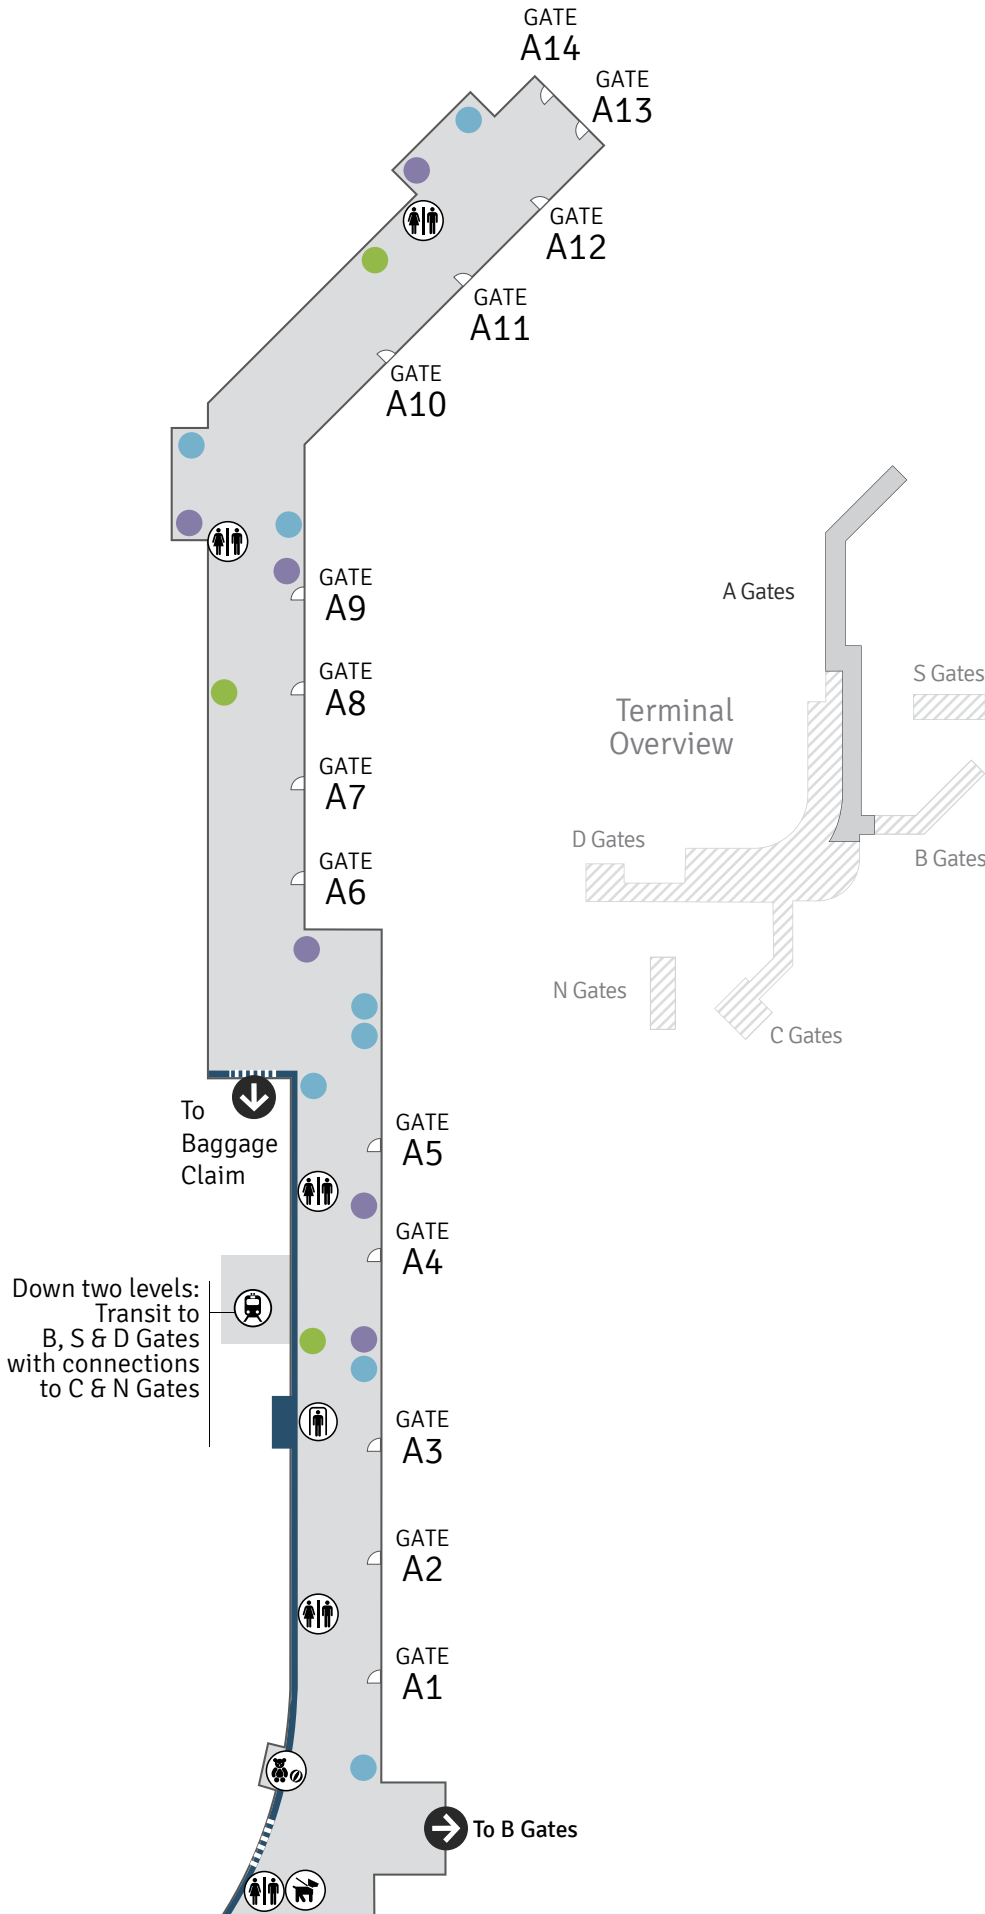 GATE
A14
GATE
A13
GATE
A12
GATE
A11
GATE
A10
GATE
A9
GATE
A8
GATE
A7
GATE
A6
A Gates
S Gates
Terminal
Overview
D Gates
B Gates
N Gates
C Gates
To
Baggage
Claim
GATE
A5
GATE
A4
Down two levels:
Transit to
B, S & D Gates
with connections
to C & N Gates
GATE
A3
GATE
A2
GATE
A1
To B Gates